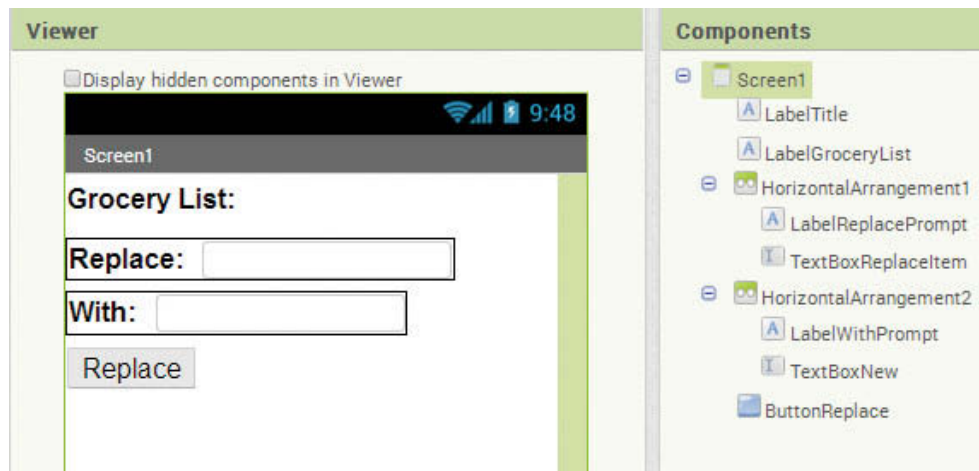 Viewer
Display hidden components in Viewer
9:48
Screen1
Grocery List:
Replace:
With:
Replace
Components
Screen1
A LabelTitle
A LabelGroceryList
HorizontalArrangement1
A LabelReplacePrompt
I TextBoxReplaceItem
HorizontalArrangement2
A LabelWithPrompt
I TextBoxNew
ButtonReplace